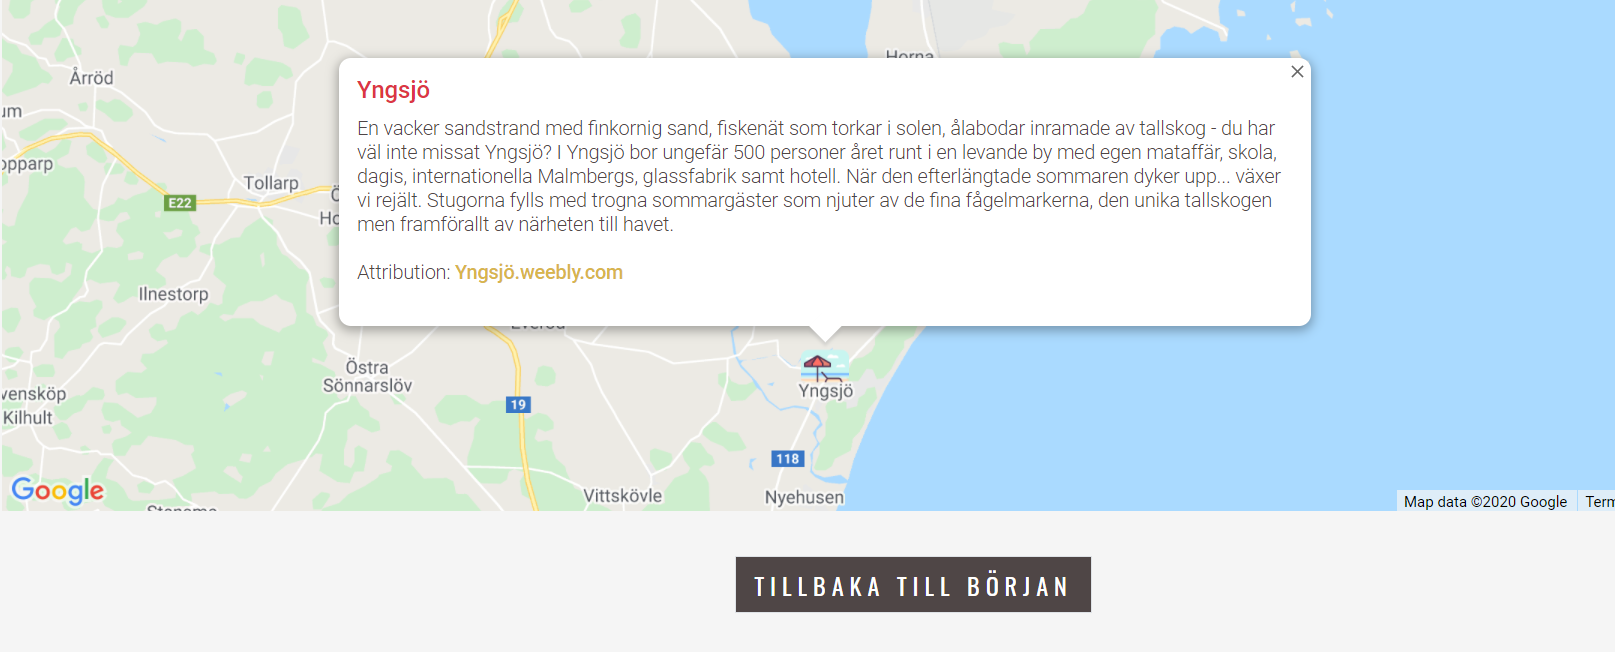 Horna
Årröd
um
opparp
Tollarp
E22
Ö
Ho
Yngsjö
En vacker sandstrand med finkornig sand, fiskenät som torkar i solen, ålabodar inramade av tallskog - du har
väl inte missat Yngsjö? I Yngsjö bor ungefär 500 personer året runt i en levande by med egen mataffär, skola,
dagis, internationella Malmbergs, glassfabrik samt hotell. När den efterlängtade sommaren dyker upp... växer
vi rejält. Stugorna fylls med trogna sommargäster som njuter av de fina fågelmarkerna, den unika tallskogen
men framförallt av närheten till havet.
Attribution: Yngsjö.weebly.com
Ilnestorp
Everöd
Östra
Sönnarslöv
vensköp
Kilhult
19
Yngsjö
118
Google
Vittskövle
Nyehusen
Map data ©2020 Google
Term
TILLBAKA TILL BÖRJAN